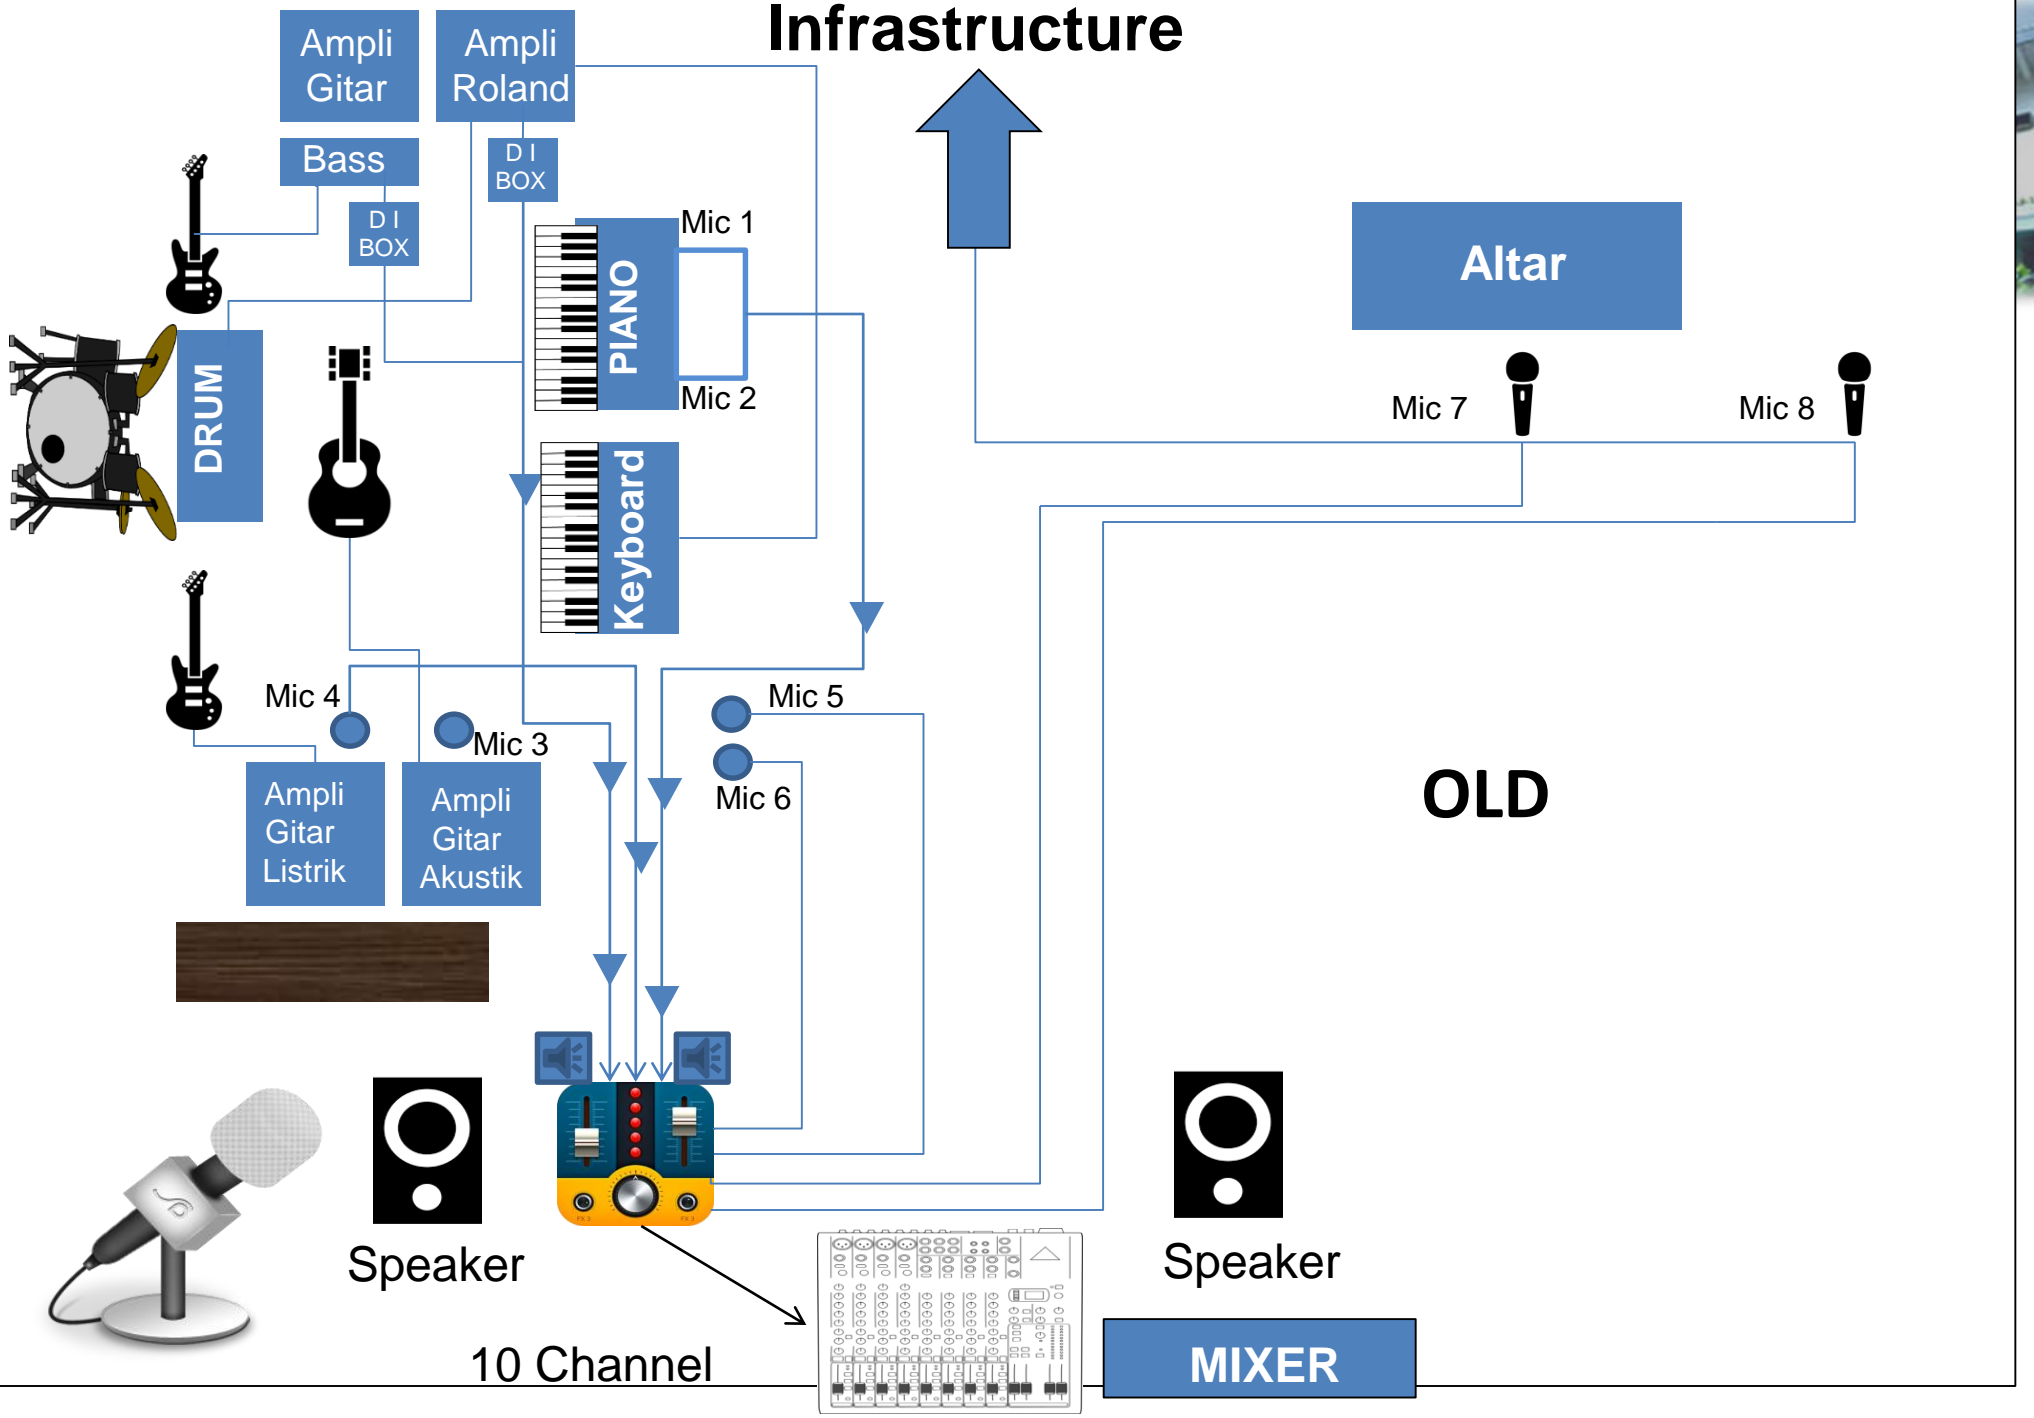 Infrastructure
Ampli
Gitar
Ampli
Roland
Bass
D I
BOX
D I
BOX
Mic 1
PIANO
Mic 2
Altar
DRUM
Mic 7
Mic 8
Keyboard
Mic 4
Mic 3
Mic 5
Mic 6
Ampli
Gitar
Listrik
Ampli
Gitar
Akustik
OLD
Speaker
Speaker
10 Channel
MIXER